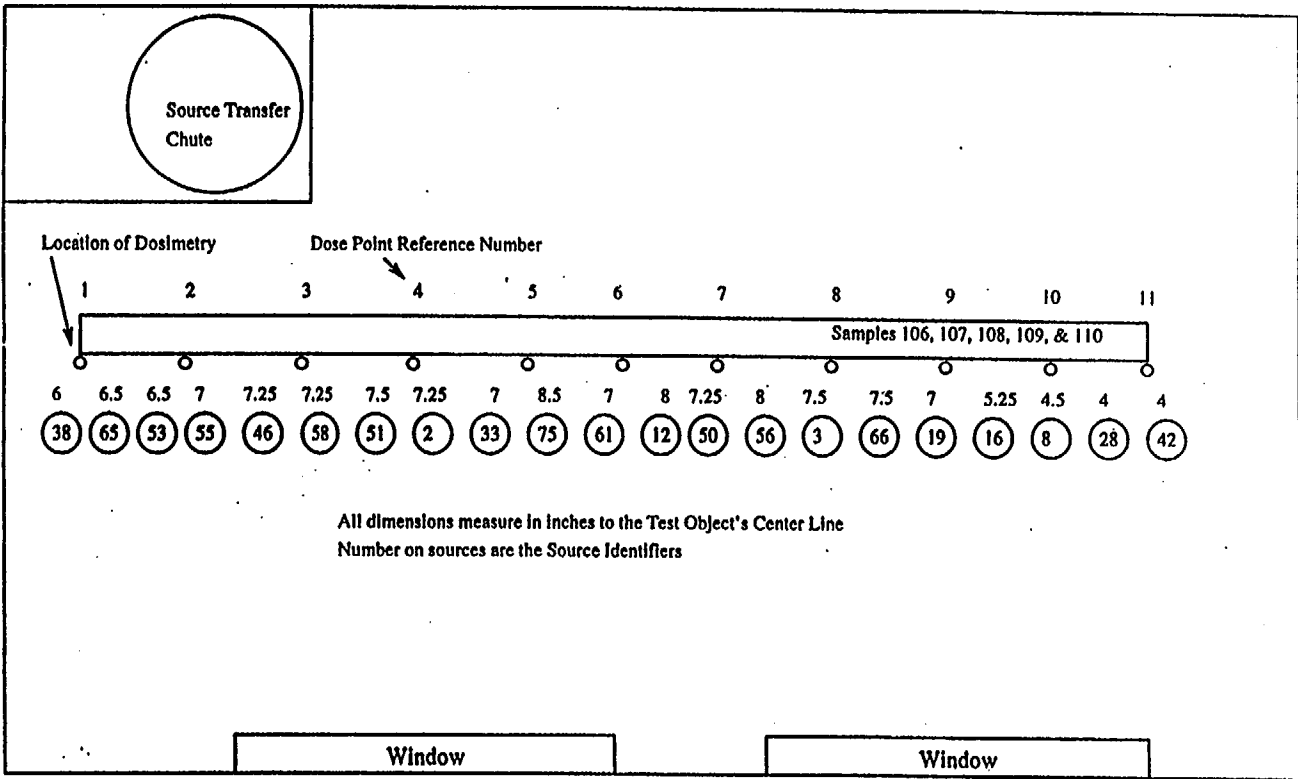 Source Transfer
Chute
Location of Dosimetry Dose Point Reference Number
1 2 3 4 5 6 7 8 9 10 11
Samples 106, 107, 108, 109, & 110
6 6.5 6.5 7 7.25 7.25 7.5 7.25 7 8.5 7 8 7.25 8 7.5 7.5 7 5.25 4.5 4 4
38 65 53 55 46 58 51 2 33 75 61 12 50 56 3 66 19 16 8 28 42
All dimensions measure in inches to the Test Object's Center Line
Number on sources are the Source Identifiers
Window Window